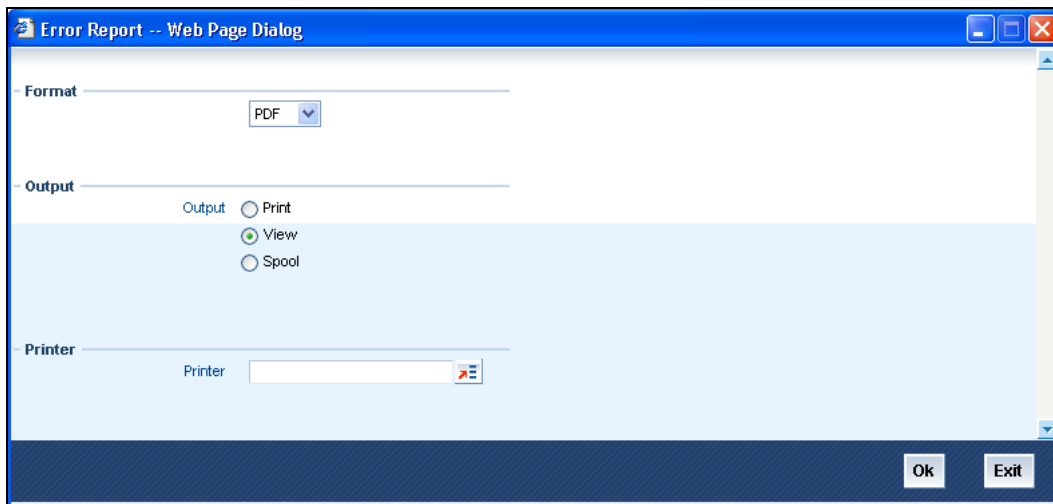 Error Report -- Web Page Dialog
Format
PDF
Output
Output Print
View
Spool
Printer
Printer
Ok Exit